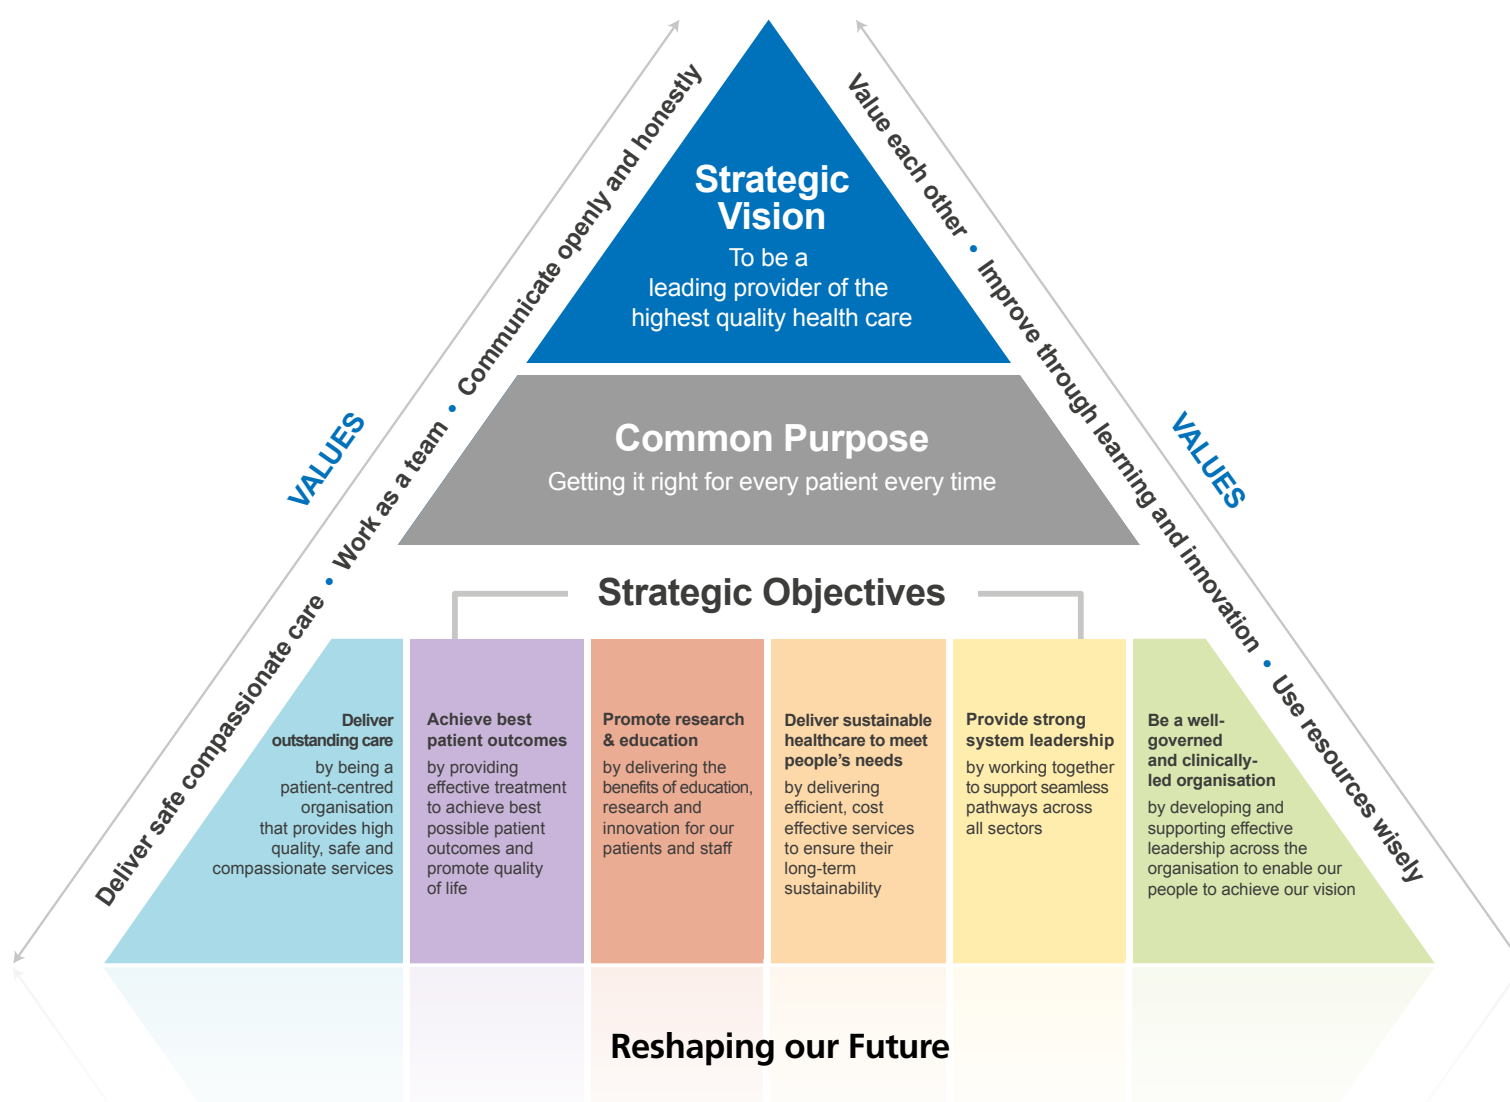 Strategic
Vision
To be a
leading provider of the
highest quality health care
Common Purpose
Getting it right for every patient every time
VALUES
Deliver safe compassionate care • Work as a team • Communicate openly and honestly
Value each other • Improve through learning and innovation • Use resources wisely
VALUES
Strategic Objectives
Deliver
outstanding care
by being a
patient-centred
organisation
that provides high
quality, safe and
compassionate services
Achieve best
patient outcomes
by providing
effective treatment
to achieve best
possible patient
outcomes and
promote quality
of life
Promote research
& education
by delivering the
benefits of education,
research and
innovation for our
patients and staff
Deliver sustainable
healthcare to meet
people's needs
by delivering
efficient, cost
effective services
to ensure their
long-term
sustainability
Provide strong
system leadership
by working together
to support seamless
pathways across
all sectors
Be a well-
governed
and clinically-
led organisation
by developing and
supporting effective
leadership across the
organisation to enable our
people to achieve our vision
Reshaping our Future